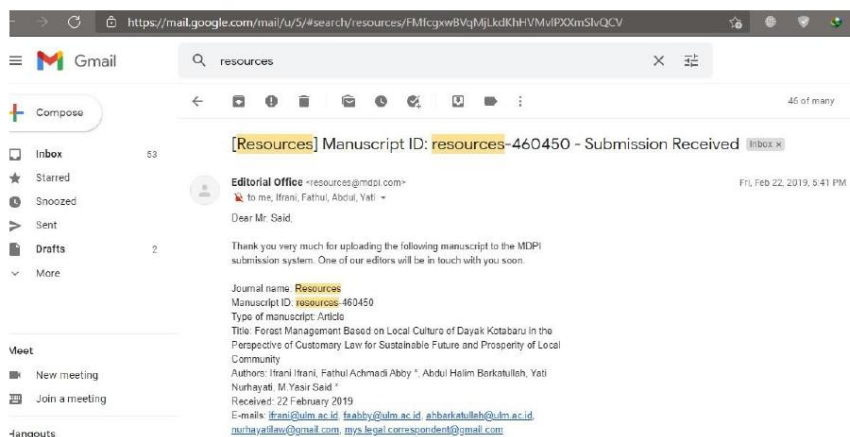 https://mail.google.com/mail/u/5/#search/resources/FMfcgxwBVqMjLkdKhHVMvlPXXmSlvQCV
Gmail
resources
Compose
46 of many
[Resources] Manuscript ID: resources-460450 - Submission Received Inbox x
Inbox 53
Starred
Snoozed
Sent
Drafts 2
More
Editorial Office <resources@mdpi.com> Fri, Feb 22, 2019, 5:41 PM
to me, Ifrani, Fathul, Abdul, Yati
Dear Mr. Said,
Thank you very much for uploading the following manuscript to the MDPI
submission system. One of our editors will be in touch with you soon.
Journal name: Resources
Manuscript ID: resources-460450
Type of manuscript: Article
Title: Forest Management Based on Local Culture of Dayak Kotabaru in the
Perspective of Customary Law for Sustainable Future and Prosperity of Local
Community
Authors: Ifrani Ifrani, Fathul Achmadi Abby *, Abdul Halim Barkatullah, Yati
Nurhayati, M.Yasir Said *
Received: 22 February 2019
E-mails: ifrani@ulm.ac.id, faabby@ulm.ac.id, ahbarkatullah@ulm.ac.id,
nurhayatilaw@gmail.com, mys.legal.correspondent@gmail.com
Meet
New meeting
Join a meeting
Hangouts